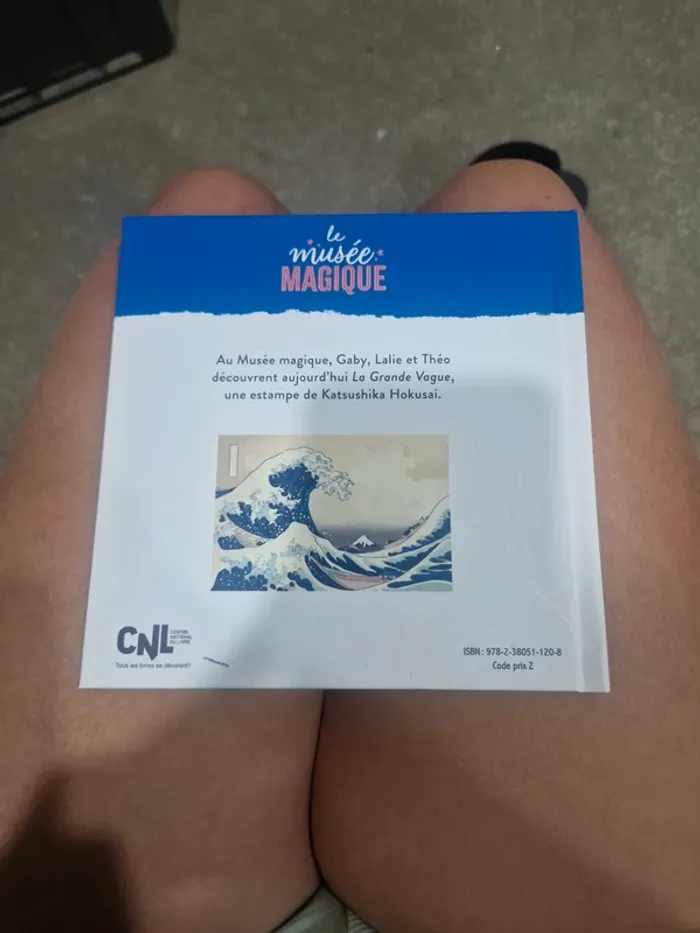 le
musée
MAGIQUE
Au Musée magique, Gaby, Lalie et Théo
découvrent aujourd'hui La Grande Vague,
une estampe de Katsushika Hokusai.
CNL CENTRE
NATIONAL
DU LIVRE
Tous les livres se dévorent !
ISBN : 978-2-38051-120-8
Code prix Z